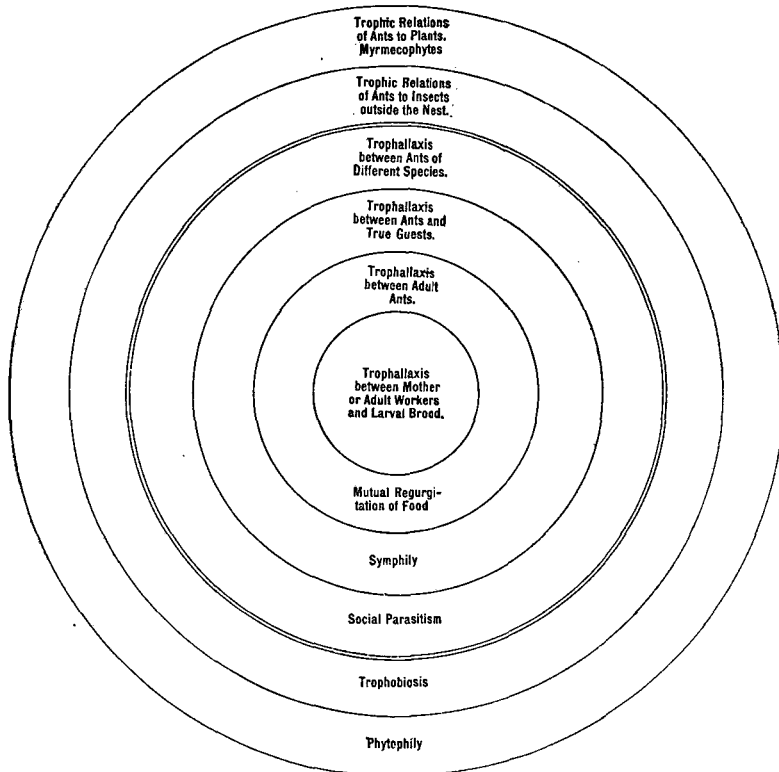 Trophic Relations
of Ants to Plants.
Myrmecophytes
Trophic Relations
of Ants to Insects
outside the Nest.
Trophallaxis
between Ants of
Different Species.
Trophallaxis
between Ants and
True Guests.
Trophallaxis
between Adult
Ants.
Trophallaxis
between Mother
or Adult Workers
and Larval Brood.
Mutual Regurgi-
tation of Food
Symphily
Social Parasitism
Trophobiosis
Phytophily